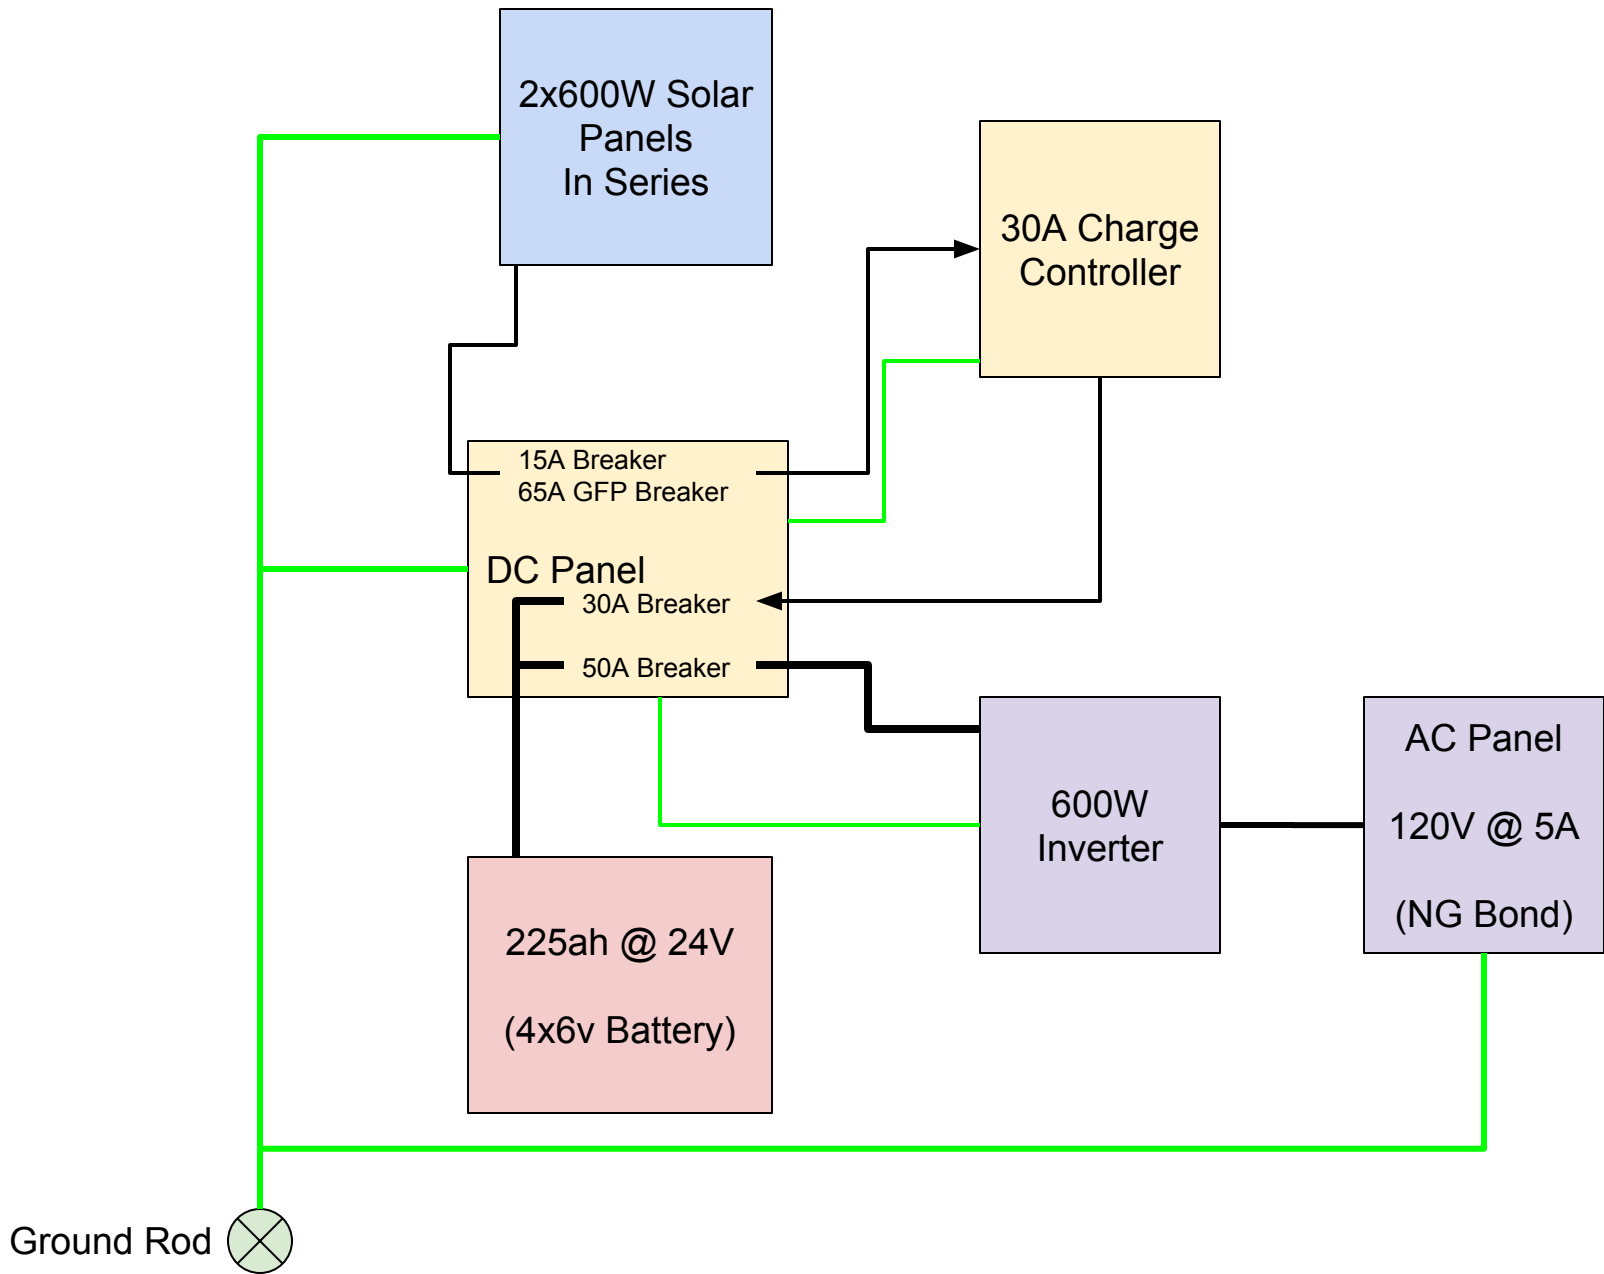 2x600W Solar
Panels
In Series
30A Charge
Controller
15A Breaker
65A GFP Breaker
DC Panel
30A Breaker
50A Breaker
600W
Inverter
AC Panel
120V @ 5A
(NG Bond)
225ah @ 24V
(4x6v Battery)
Ground Rod